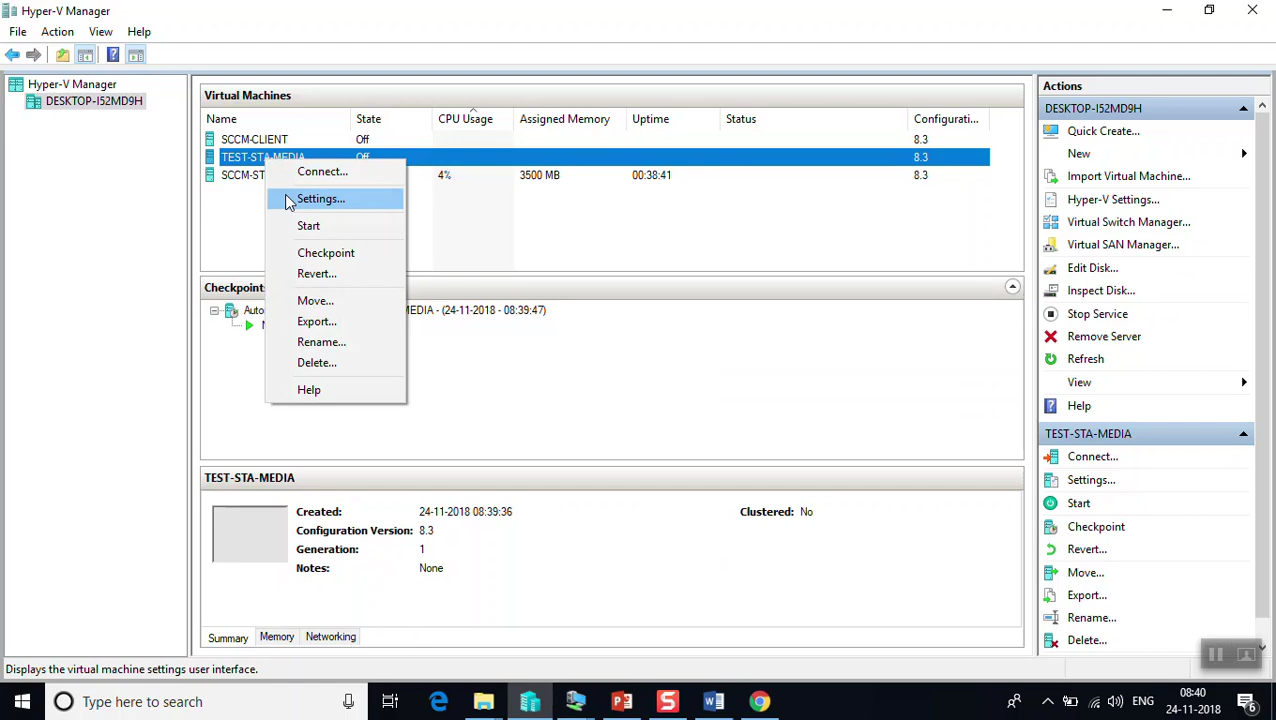 Hyper-V Manager
File Action View Help
Hyper-V Manager
DESKTOP-I52MD9H
Virtual Machines
Name State CPU Usage Assigned Memory Uptime Status Configurati...
SCCM-CLIENT Off 8.3
TEST-STA-MEDIA Off 8.3
SCCM-ST 4% 3500 MB 00:38:41 8.3
Connect...
Settings...
Start
Checkpoint
Revert...
Move...
Export...
Rename...
Delete...
Help
Checkpoint
Auto MEDIA - (24-11-2018 - 08:39:47)
N
TEST-STA-MEDIA
Created: 24-11-2018 08:39:36 Clustered: No
Configuration Version: 8.3
Generation: 1
Notes: None
Summary Memory Networking
Actions
DESKTOP-I52MD9H
Quick Create...
New
Import Virtual Machine...
Hyper-V Settings...
Virtual Switch Manager...
Virtual SAN Manager...
Edit Disk...
Inspect Disk...
Stop Service
Remove Server
Refresh
View
Help
TEST-STA-MEDIA
Connect...
Settings...
Start
Checkpoint
Revert...
Move...
Export...
Rename...
Delete...
Displays the virtual machine settings user interface.
Type here to search
ENG
08:40
24-11-2018
6